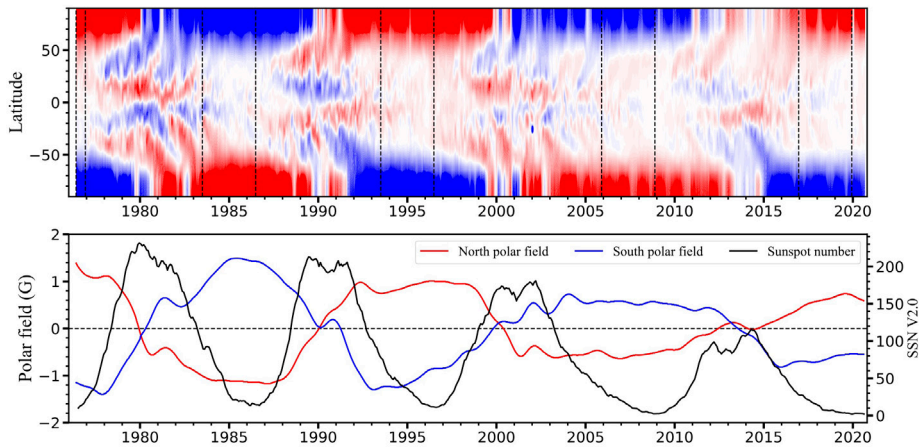 50
0
−50
Latitude
1980 1985 1990 1995 2000 2005 2010 2015 2020
North polar field South polar field Sunspot number
2
1
0
−1
−2
Polar field (G)
200
150
100
50
0
SSN V2.0
1980 1985 1990 1995 2000 2005 2010 2015 2020